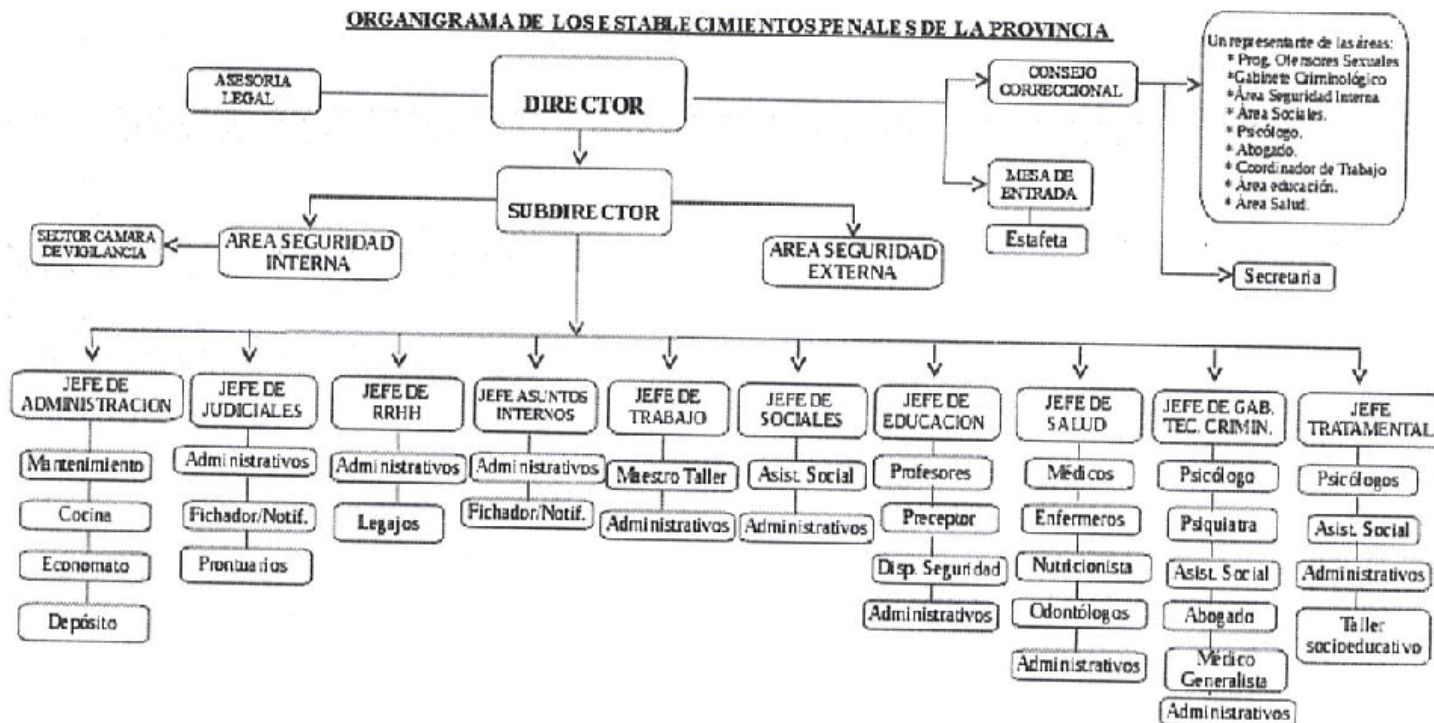 ORGANIGRAMA DE LOS ESTABLECIMIENTOS PENALES DE LA PROVINCIA
ASESORIA
LEGAL
DIRECTOR
CONSEJO
CORRECCIONAL
Un representante de las áreas:
* Prog. Ofensores Sexuales
*Gabinete Criminológico
*Área Seguridad Interna
* Área Sociales.
* Psicólogo.
* Abogado.
* Coordinador de Trabajo
* Área educación.
* Área Salud.
MESA DE
ENTRADA
Estafeta
Secretaria
SUBDIRECTOR
SECTOR CAMARA
DE VIGILANCIA
AREA SEGURIDAD
INTERNA
AREA SEGURIDAD
EXTERNA
JEFE DE
ADMINISTRACION
Mantenimiento
Cocina
Economato
Depósito
JEFE DE
JUDICIALES
Administrativos
Fichador/Notif.
Prontuarios
JEFE DE
RRHH
Administrativos
Legajos
JEFE ASUNTOS
INTERNOS
Administrativos
Fichador/Notif.
JEFE DE
TRABAJO
Maestro Taller
Administrativos
JEFE DE
SOCIALES
Asist. Social
Administrativos
JEFE DE
EDUCACION
Profesores
Preceptor
Disp. Seguridad
Administrativos
JEFE DE
SALUD
Médicos
Enfermeros
Nutricionista
Odontólogos
Administrativos
JEFE DE GAB.
TEC. CRIMIN.
Psicólogo
Psiquiatra
Asist. Social
Abogado
Médico
Generalista
Administrativos
JEFE
TRATAMENTAL
Psicólogos
Asist. Social
Administrativos
Taller
socioeducativo